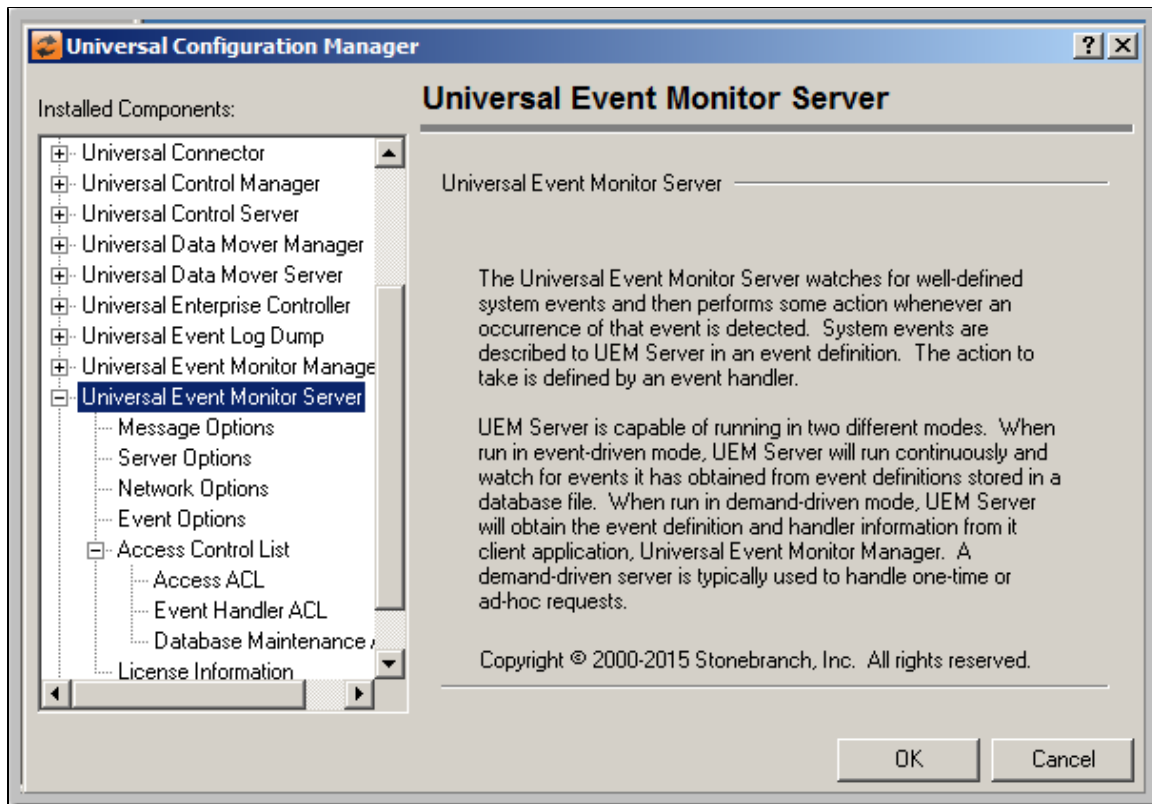 Universal Configuration Manager
Installed Components:
Universal Connector
Universal Control Manager
Universal Control Server
Universal Data Mover Manager
Universal Data Mover Server
Universal Enterprise Controller
Universal Event Log Dump
Universal Event Monitor Manage
Universal Event Monitor Server
Message Options
Server Options
Network Options
Event Options
Access Control List
Access ACL
Event Handler ACL
Database Maintenance
License Information
Universal Event Monitor Server
Universal Event Monitor Server
The Universal Event Monitor Server watches for well-defined
system events and then performs some action whenever an
occurrence of that event is detected. System events are
described to UEM Server in an event definition. The action to
take is defined by an event handler.
UEM Server is capable of running in two different modes. When
run in event-driven mode, UEM Server will run continuously and
watch for events it has obtained from event definitions stored in a
database file. When run in demand-driven mode, UEM Server
will obtain the event definition and handler information from it
client application, Universal Event Monitor Manager. A
demand-driven server is typically used to handle one-time or
ad-hoc requests.
Copyright © 2000-2015 Stonebranch, Inc. All rights reserved.
OK
Cancel